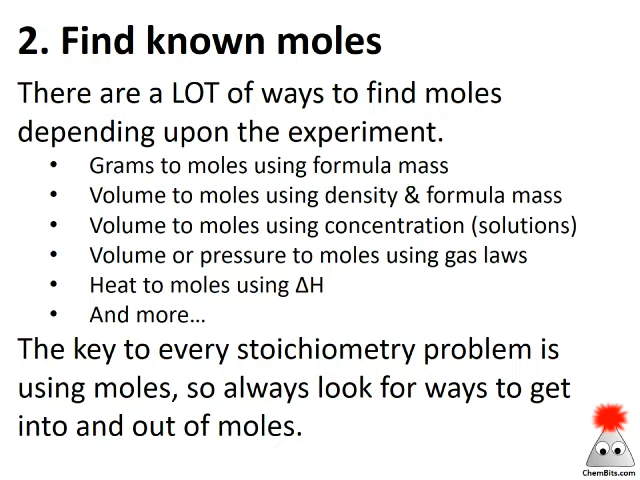 2. Find known moles
There are a LOT of ways to find moles
depending upon the experiment.
• Grams to moles using formula mass
• Volume to moles using density & formula mass
• Volume to moles using concentration (solutions)
• Volume or pressure to moles using gas laws
• Heat to moles using ΔH
• And more…
The key to every stoichiometry problem is
using moles, so always look for ways to get
into and out of moles.
ChemBits.com